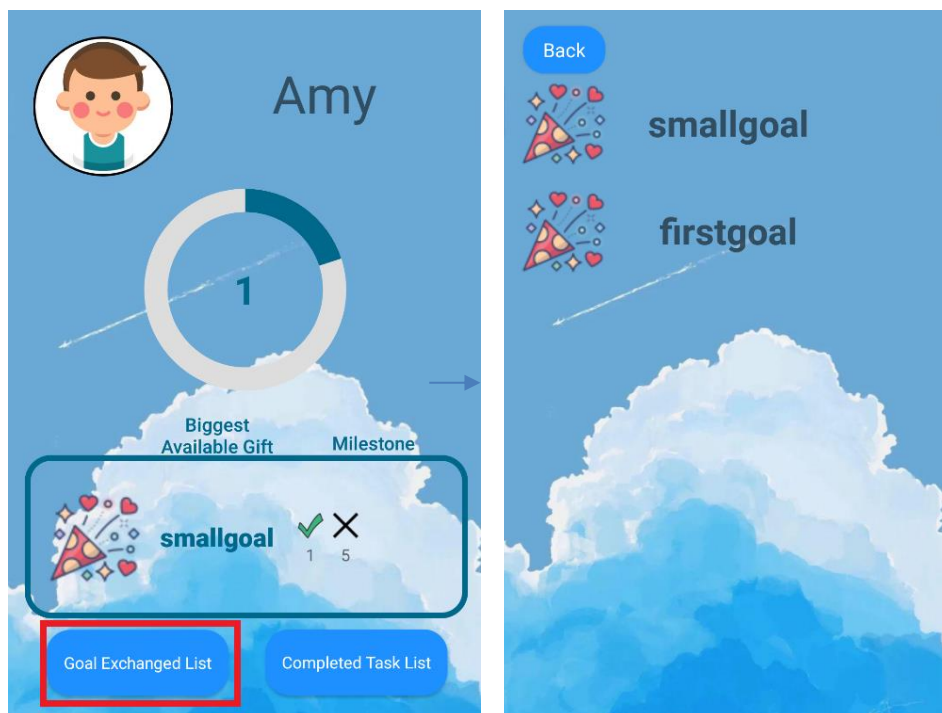 Amy
1
Biggest
Available Gift
Milestone
smallgoal
1 5
Goal Exchanged List
Completed Task List
Back
smallgoal
firstgoal